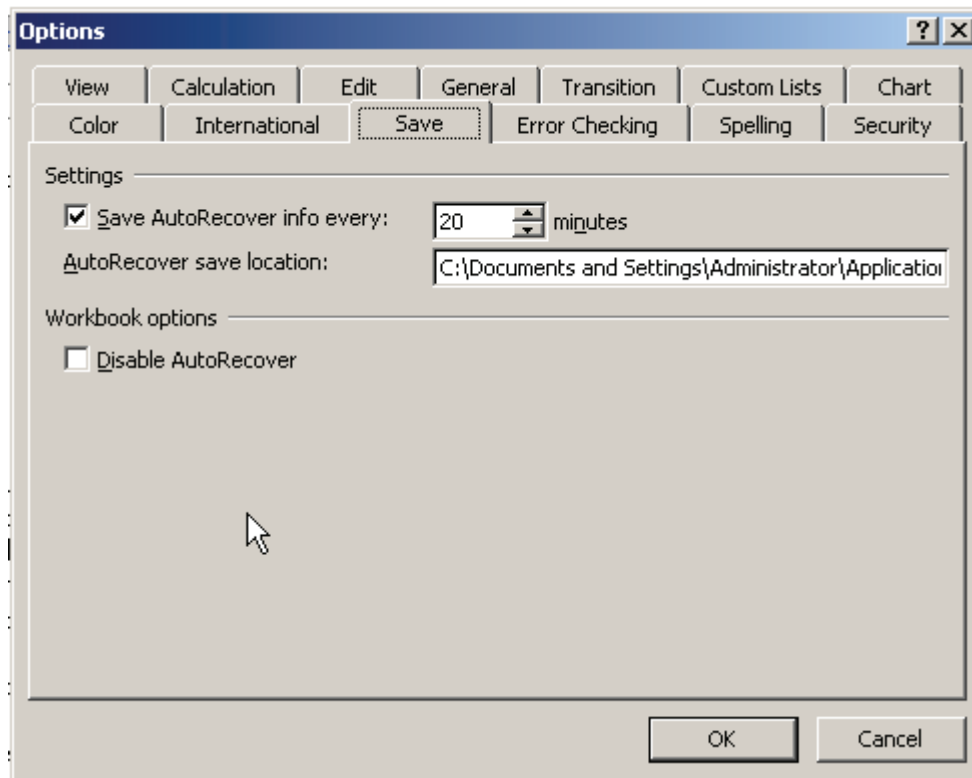 Options
View Calculation Edit General Transition Custom Lists Chart
Color International Save Error Checking Spelling Security
Settings
Save AutoRecover info every: 20 minutes
AutoRecover save location: C:\Documents and Settings\Administrator\Application
Workbook options
Disable AutoRecover
OK Cancel